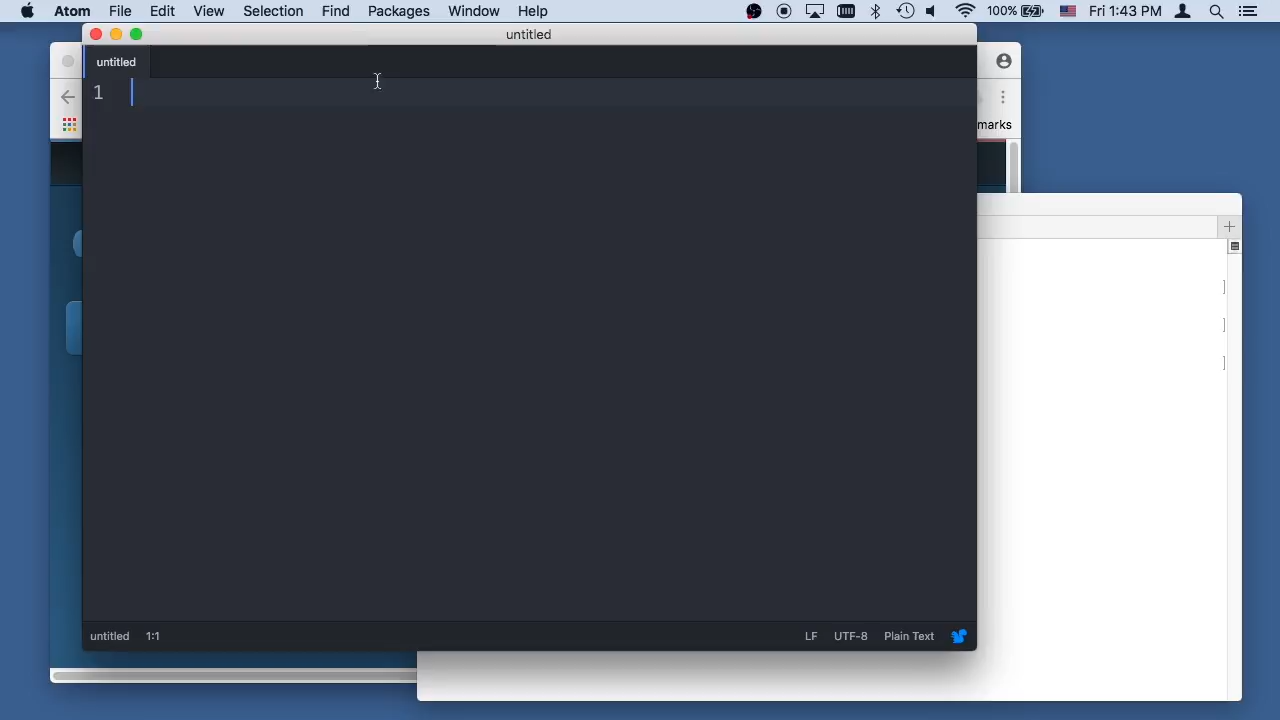 Atom File Edit View Selection Find Packages Window Help 100% Fri 1:43 PM
untitled
untitled
1
marks
untitled 1:1 LF UTF-8 Plain Text